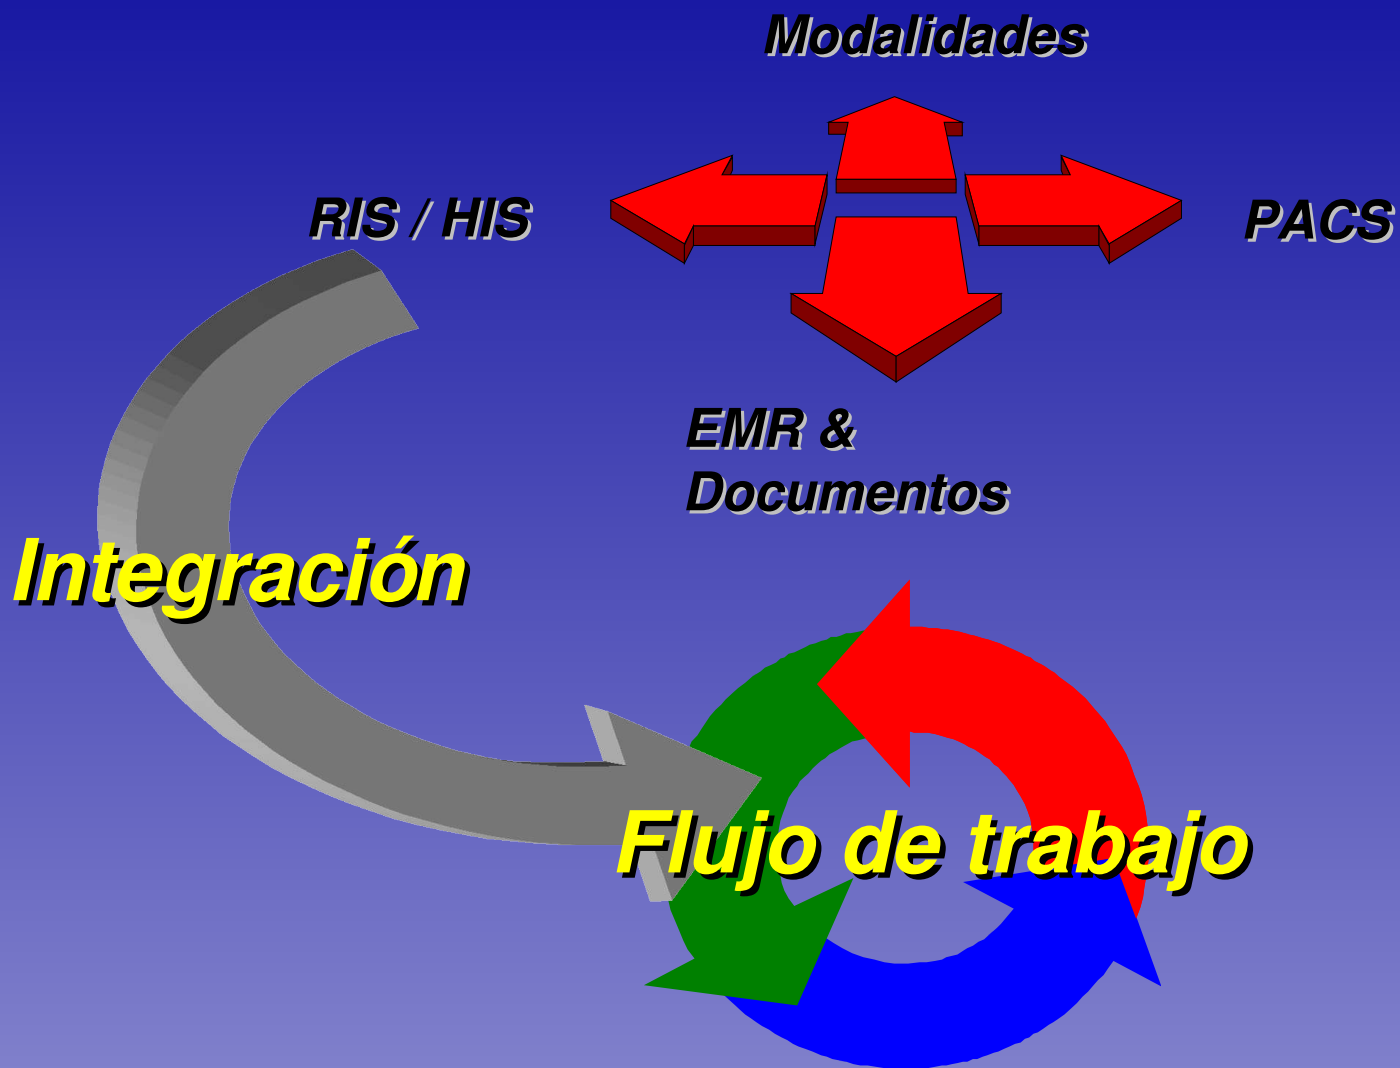 Modalidades
RIS / HIS
PACS
EMR &
Documentos
Integración
Flujo de trabajo